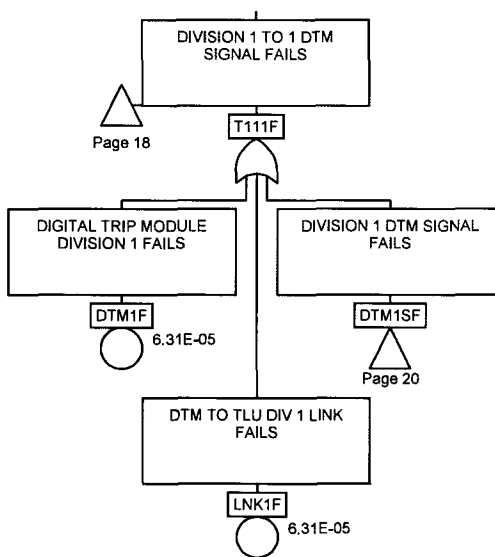 DIVISION 1 TO 1 DTM
SIGNAL FAILS
Page 18
T111F
DIGITAL TRIP MODULE
DIVISION 1 FAILS
DIVISION 1 DTM SIGNAL
FAILS
DTM1F
6.31E-05
DTM1SF
Page 20
DTM TO TLU DIV 1 LINK
FAILS
LNK1F
6.31E-05